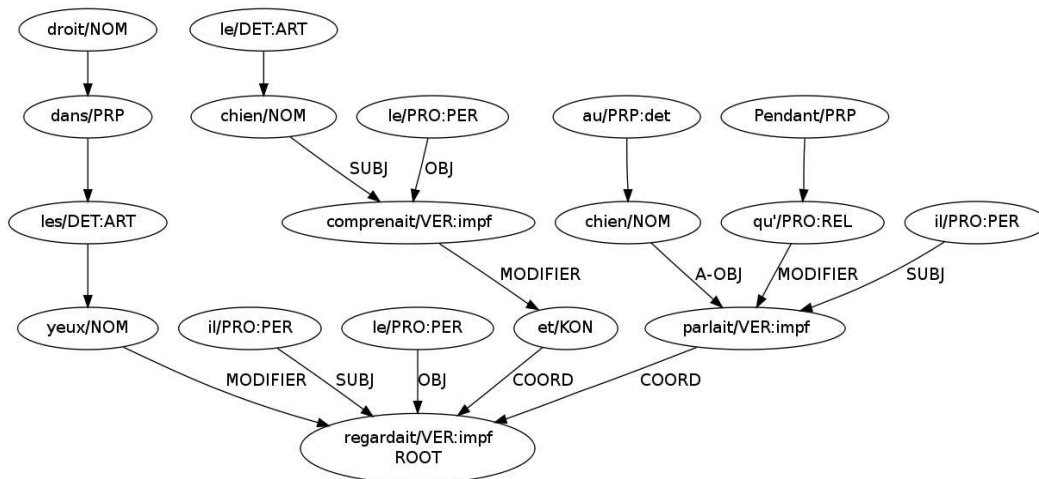 droit/NOM
le/DET:ART
dans/PRP
chien/NOM
le/PRO:PER
au/PRP:det
Pendant/PRP
SUBJ
OBJ
les/DET:ART
comprenait/VER:impf
chien/NOM
qu'/PRO:REL
il/PRO:PER
MODIFIER
A-OBJ
MODIFIER
SUBJ
yeux/NOM
il/PRO:PER
le/PRO:PER
et/KON
parlait/VER:impf
MODIFIER
SUBJ
OBJ
COORD
COORD
regardait/VER:impf
ROOT